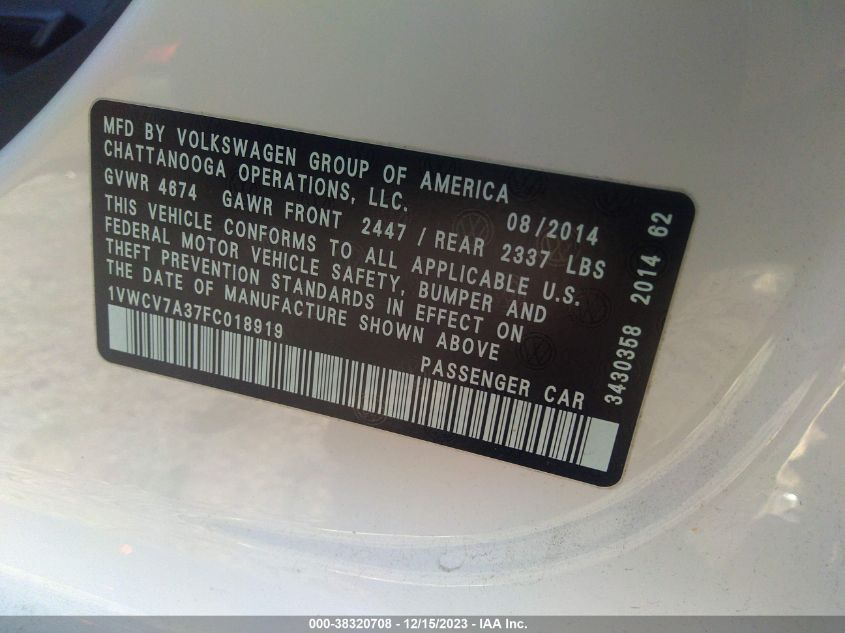 MFD BY VOLKSWAGEN GROUP OF AMERICA
CHATTANOOGA OPERATIONS, LLC.
08/2014
GVWR 4674 GAWR FRONT 2447 / REAR 2337 LBS
THIS VEHICLE CONFORMS TO ALL APPLICABLE U.S.
FEDERAL MOTOR VEHICLE SAFETY, BUMPER AND
THEFT PREVENTION STANDARDS IN EFFECT ON
THE DATE OF MANUFACTURE SHOWN ABOVE
1VWCV7A37FC018919
PASSENGER CAR
3430358 2014 62
000-38320708 - 12/15/2023 - IAA Inc.